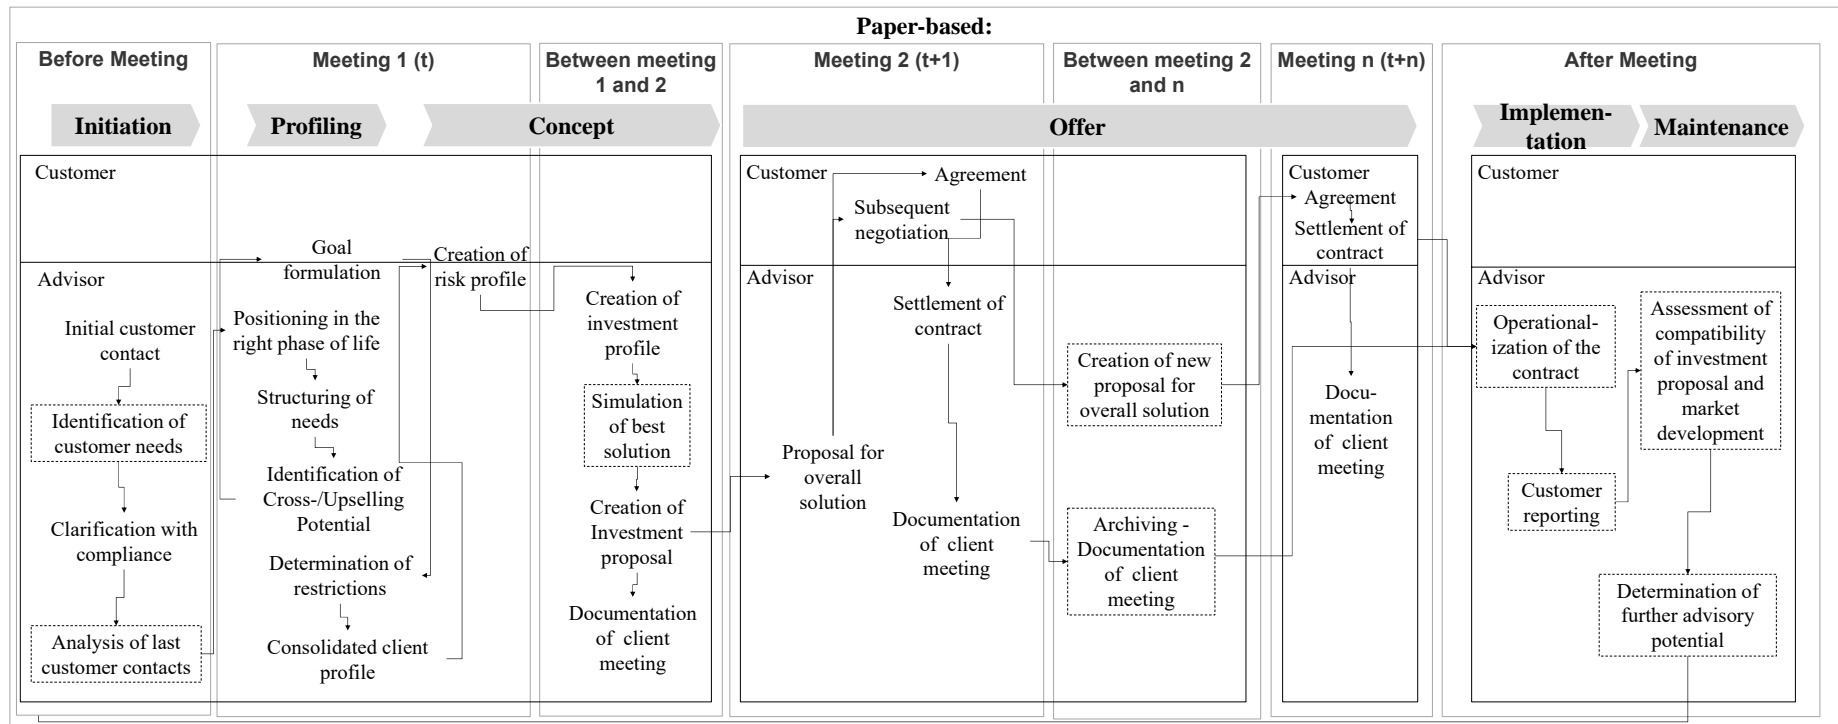 Paper-based:
Before Meeting
Meeting 1 (t)
Between meeting
1 and 2
Meeting 2 (t+1)
Between meeting 2
and n
Meeting n (t+n)
After Meeting
Initiation
Profiling
Concept
Offer
Implemen-
tation
Maintenance
Customer
Advisor
Initial customer
contact
Identification of
customer needs
Clarification with
compliance
Analysis of last
customer contacts
Goal
formulation
Positioning in the
right phase of life
Structuring of
needs
Identification of
Cross-/Upselling
Potential
Determination of
restrictions
Consolidated client
profile
Creation of
risk profile
Creation of
investment
profile
Simulation
of best
solution
Creation of
Investment
proposal
Documentation
of client
meeting
Customer
Agreement
Subsequent
negotiation
Advisor
Settlement of
contract
Proposal for
overall
solution
Documentation
of client
meeting
Creation of new
proposal for
overall solution
Archiving -
Documentation
of client
meeting
Customer
Agreement
Settlement of
contract
Advisor
Docu-
mentation
of client
meeting
Customer
Advisor
Operational-
ization of the
contract
Customer
reporting
Assessment of
compatibility
of investment
proposal and
market
development
Determination of
further advisory
potential